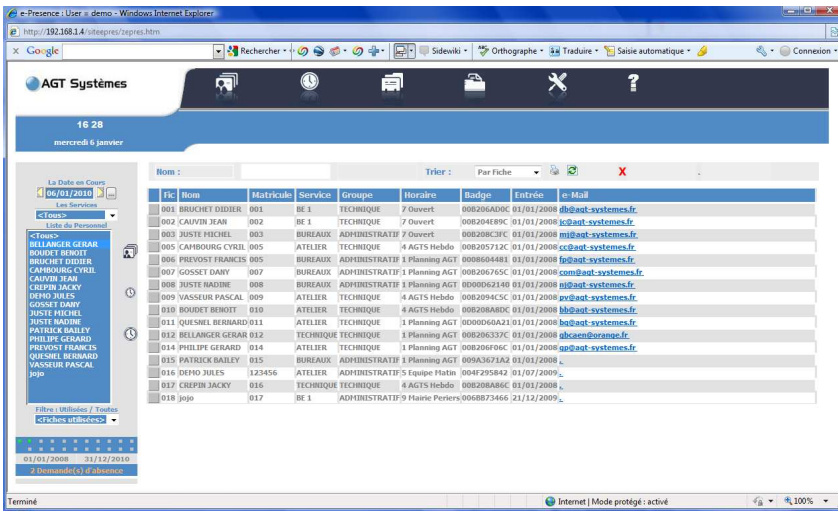 e-Presence : User = demo - Windows Internet Explorer
http://192.168.1.4/siteepres/zepres.htm
x Google Rechercher Sidewiki Orthographe Traduire Saisie automatique Connexion
AGT Systèmes
16 28
mercredi 6 janvier
Nom : Trier : Par Fiche X
La Date en Cours
06/01/2010 ...
Les Services
<Tous>
Liste du Personnel
<Tous>
BELLANGER GERAR
BOUDET BENOIT
BRUCHET DIDIER
CAMBOURG CYRIL
CAUVIN JEAN
CREPIN JACKY
DEMO JULES
GOSSET DANY
JUSTE MICHEL
JUSTE NADINE
PATRICK BAILEY
PHILIPE GERARD
PREVOST FRANCIS
QUESNEL BERNARD
VASSEUR PASCAL
jojo
Filtre : Utilisées / Toutes
<Fiches utilisées>
01/01/2008 31/12/2010
2 Demande(s) d'absence
Fic Nom Matricule Service Groupe Horaire Badge Entrée e-Mail
001 BRUCHET DIDIER 001 BE 1 TECHNIQUE 7 Ouvert 00B206AD0C 01/01/2008 db@agt-systemes.fr
002 CAUVIN JEAN 002 BE 1 TECHNIQUE 7 Ouvert 00B204E89C 01/01/2008 jc@agt-systemes.fr
003 JUSTE MICHEL 003 BUREAUX ADMINISTRATIF 7 Ouvert 00B208C3FC 01/01/2008 mj@agt-systemes.fr
005 CAMBOURG CYRIL 005 ATELIER TECHNIQUE 4 AGTS Hebdo 00B205712C 01/01/2008 cc@agt-systemes.fr
006 PREVOST FRANCIS 005 BUREAUX ADMINISTRATIF 1 Planning AGT 0008604481 01/01/2008 fp@agt-systemes.fr
007 GOSSET DANY 007 BUREAUX ADMINISTRATIF 1 Planning AGT 00B206765C 01/01/2008 com@agt-systemes.fr
008 JUSTE NADINE 008 BUREAUX ADMINISTRATIF 1 Planning AGT 0D00D62140 01/01/2008 nj@agt-systemes.fr
009 VASSEUR PASCAL 009 ATELIER TECHNIQUE 4 AGTS Hebdo 00B2094C5C 01/01/2008 pv@agt-systemes.fr
010 BOUDET BENOIT 010 ATELIER TECHNIQUE 4 AGTS Hebdo 00B208A8DC 01/01/2008 bb@agt-systemes.fr
011 QUESNEL BERNARD 011 ATELIER TECHNIQUE 1 Planning AGT 0D00D60A21 01/01/2008 bq@agt-systemes.fr
012 BELLANGER GERAR 012 TECHNIQUE TECHNIQUE 1 Planning AGT 00B206337C 01/01/2008 gbcaen@orange.fr
014 PHILIPE GERARD 014 ATELIER TECHNIQUE 1 Planning AGT 00B206F06C 01/01/2008 gp@agt-systemes.fr
015 PATRICK BAILEY 015 BUREAUX ADMINISTRATIF 1 Planning AGT 009A3671A2 01/01/2008 .
016 DEMO JULES 123456 ATELIER ADMINISTRATIF 5 Equipe Matin 004F295842 01/07/2009 .
017 CREPIN JACKY 016 TECHNIQUE TECHNIQUE 4 AGTS Hebdo 00B208A86C 01/01/2008 .
018 jojo 017 BE 1 ADMINISTRATIF 9 Mairie Periers 006BB73466 21/12/2009 .
Terminé Internet | Mode protégé : activé 100%